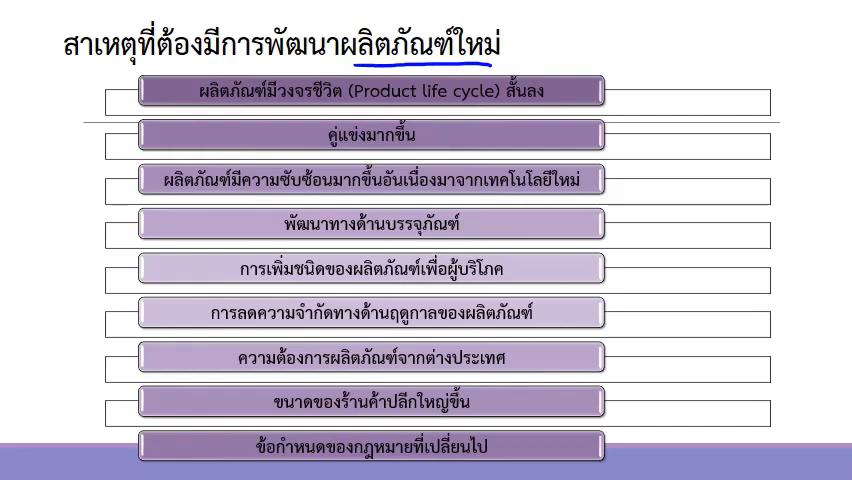 สาเหตุที่ต้องมีการพัฒนาผลิตภัณฑ์ใหม่
ผลิตภัณฑ์มีวงจรชีวิต (Product life cycle) สั้นลง
คู่แข่งมากขึ้น
ผลิตภัณฑ์มีความซับซ้อนมากขึ้นอันเนื่องมาจากเทคโนโลยีใหม่
พัฒนาทางด้านบรรจุภัณฑ์
การเพิ่มชนิดของผลิตภัณฑ์เพื่อผู้บริโภค
การลดความจำกัดทางด้านฤดูกาลของผลิตภัณฑ์
ความต้องการผลิตภัณฑ์จากต่างประเทศ
ขนาดของร้านค้าปลีกใหญ่ขึ้น
ข้อกำหนดของกฎหมายที่เปลี่ยนไป